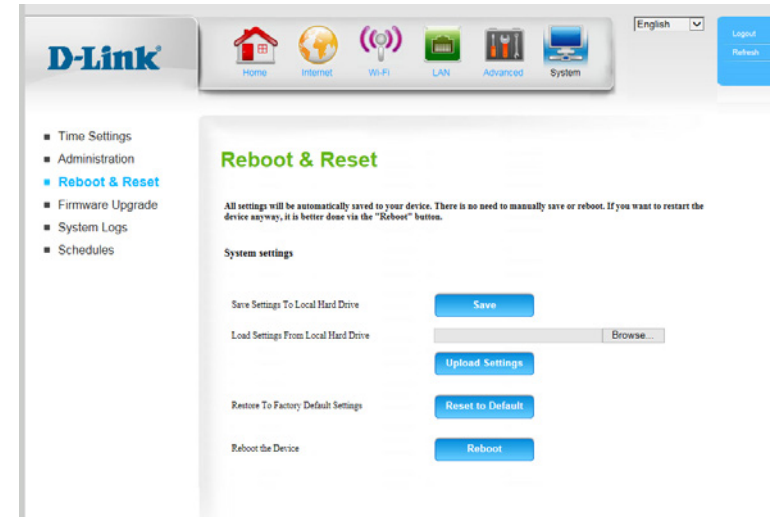 English
Logout
Refresh
D-Link
Home
Internet
Wi-Fi
LAN
Advanced
System
Time Settings
Administration
Reboot & Reset
Firmware Upgrade
System Logs
Schedules
Reboot & Reset
All settings will be automatically saved to your device. There is no need to manually save or reboot. If you want to restart the
device anyway, it is better done via the "Reboot" button.
System settings
Save Settings To Local Hard Drive
Save
Load Settings From Local Hard Drive
Browse...
Upload Settings
Restore To Factory Default Settings
Reset to Default
Reboot the Device
Reboot